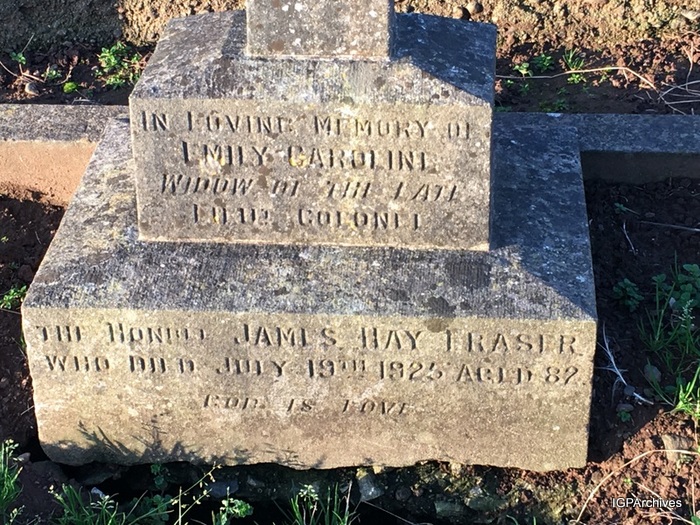 IN LOVING MEMORY OF
EMILY CAROLINE
WIDOW OF THE LATE
LIEUT COLONEL
THE HONBLE JAMES HAY FRASER
WHO DIED JULY 19TH 1925 AGED 82
GOD IS LOVE
IGPArchives